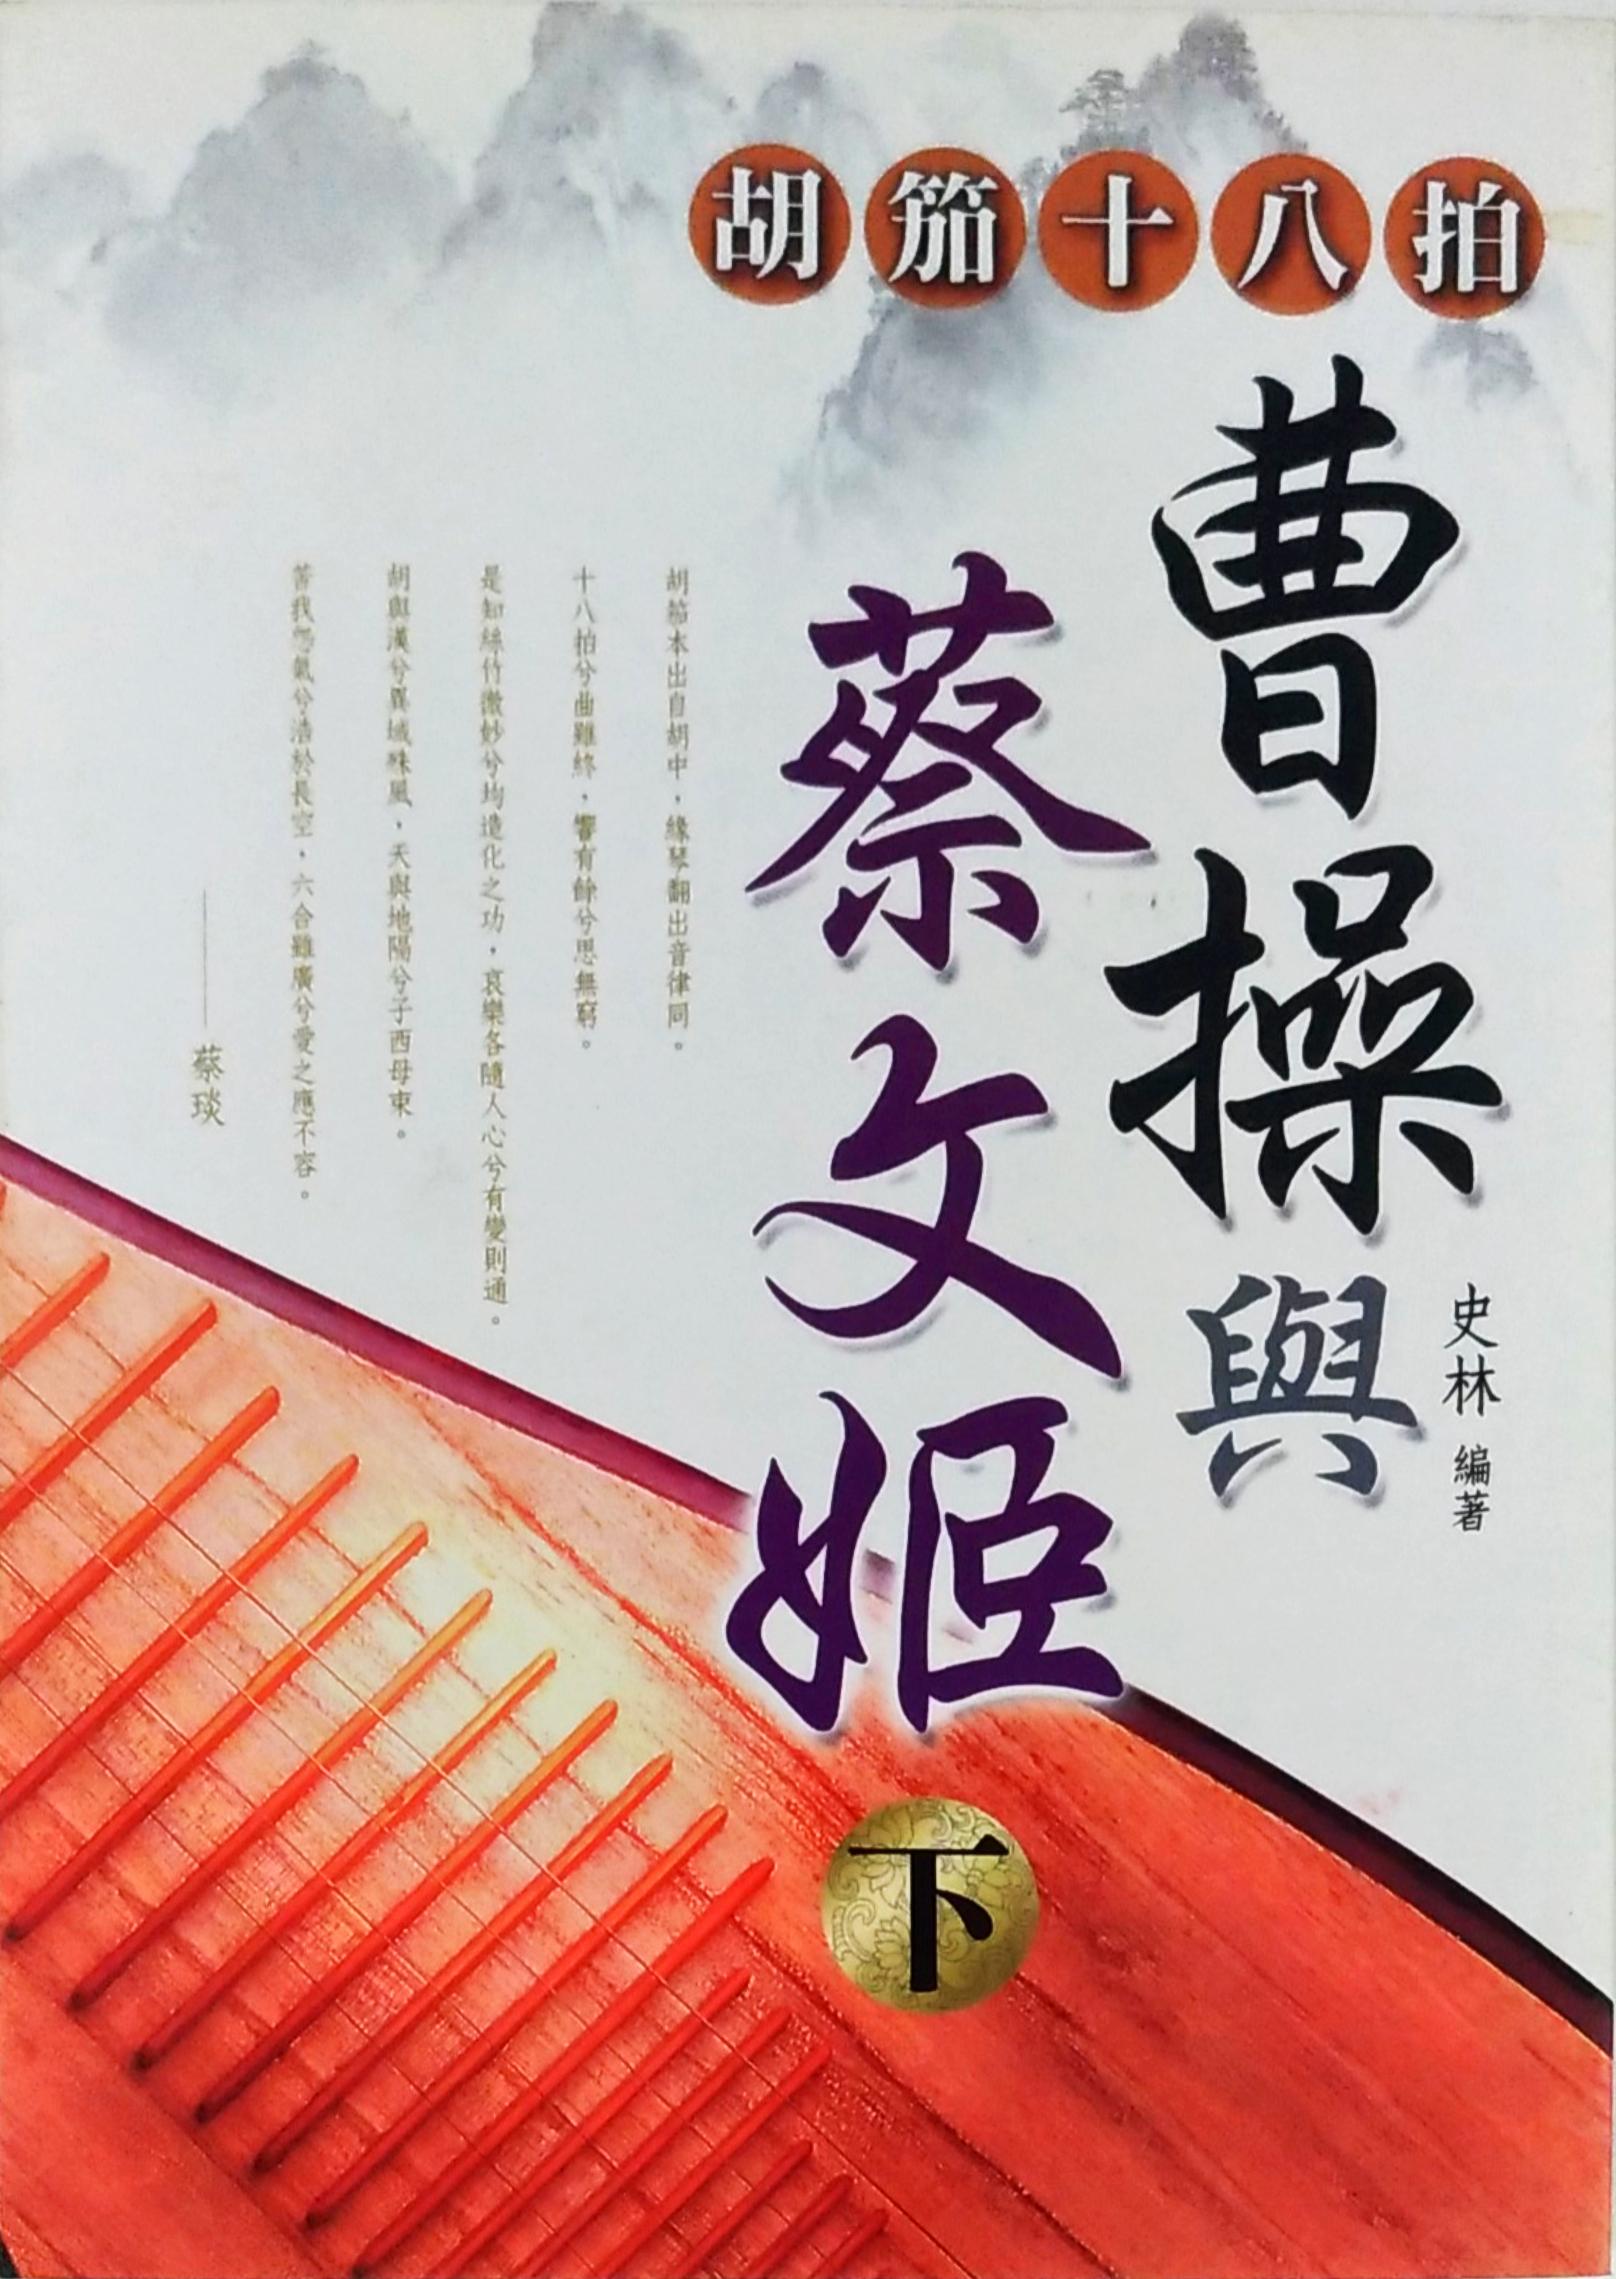 胡笳十八拍
曹操與
蔡文姬
下
史林 編著
胡笳本出自胡中，緣琴翻出音律同。
十八拍兮曲雖終，響有餘兮思無窮。
是知絲竹微妙兮均造化之功，哀樂各隨人心兮有變則通。
胡與漢兮異域殊風，天與地隔兮子西母東。
苦我怨氣兮浩於長空，六合雖廣兮受之應不容。
——蔡琰